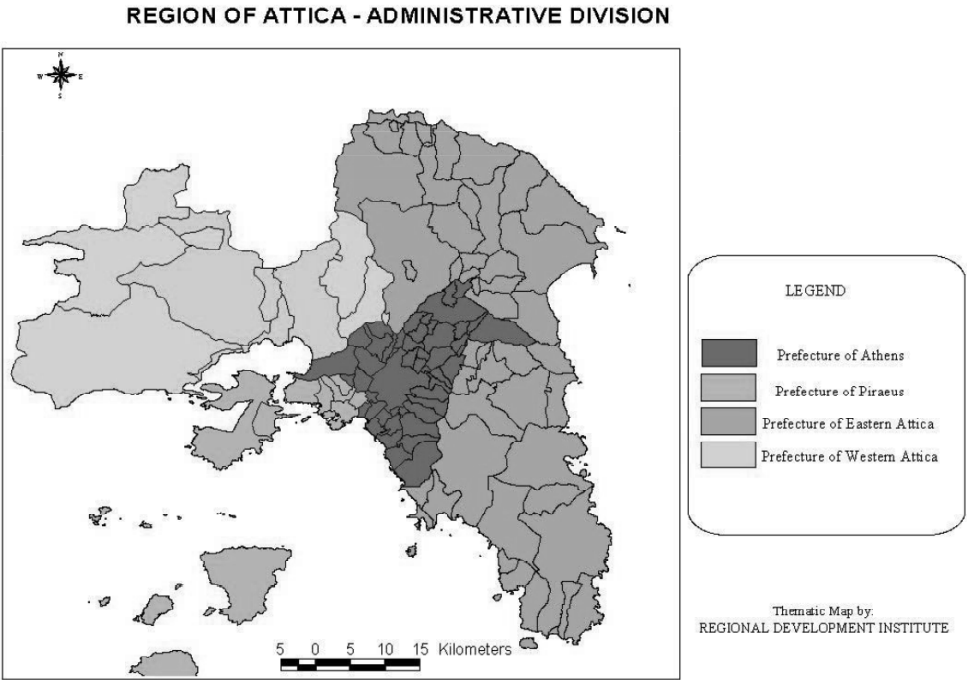 REGION OF ATTICA - ADMINISTRATIVE DIVISION
N
W E
S
LEGEND
Prefecture of Athens
Prefecture of Piraeus
Prefecture of Eastern Attica
Prefecture of Western Attica
5 0 5 10 15 Kilometers
Thematic Map by:
REGIONAL DEVELOPMENT INSTITUTE